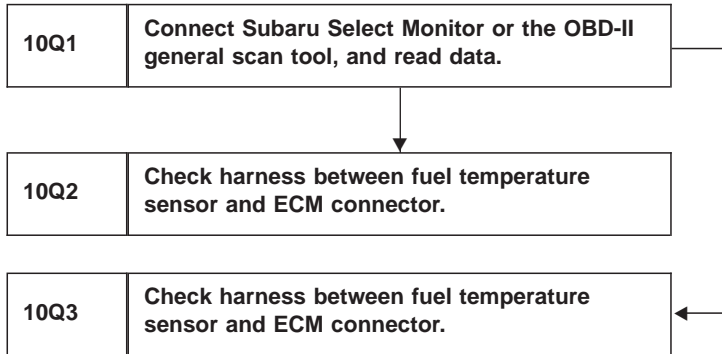 10Q1
Connect Subaru Select Monitor or the OBD-II
general scan tool, and read data.
10Q2
Check harness between fuel temperature
sensor and ECM connector.
10Q3
Check harness between fuel temperature
sensor and ECM connector.